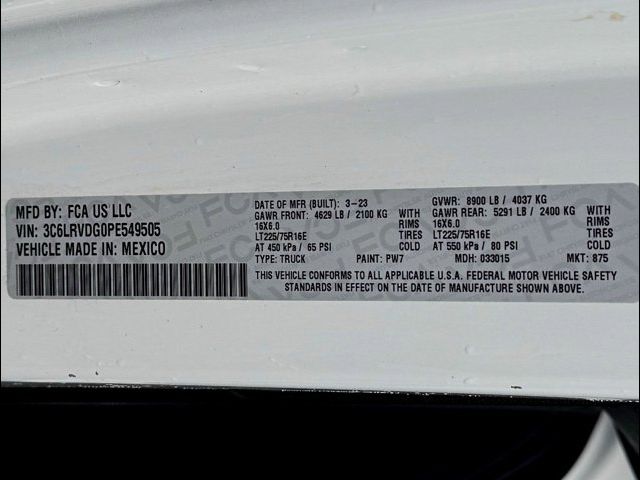 MFD BY: FCA US LLC
VIN: 3C6LRVDG0PE549505
VEHICLE MADE IN: MEXICO
DATE OF MFR (BUILT): 3-23
GAWR FRONT: 4629 LB / 2100 KG WITH
16X6.0 RIMS
LT225/75R16E TIRES
AT 450 kPa / 65 PSI COLD
TYPE: TRUCK PAINT: PW7
GVWR: 8900 LB / 4037 KG
GAWR REAR: 5291 LB / 2400 KG WITH
16X6.0 RIMS
LT225/75R16E TIRES
AT 550 kPa / 80 PSI COLD
MDH: 033015 MKT: 875
THIS VEHICLE CONFORMS TO ALL APPLICABLE U.S.A. FEDERAL MOTOR VEHICLE SAFETY
STANDARDS IN EFFECT ON THE DATE OF MANUFACTURE SHOWN ABOVE.